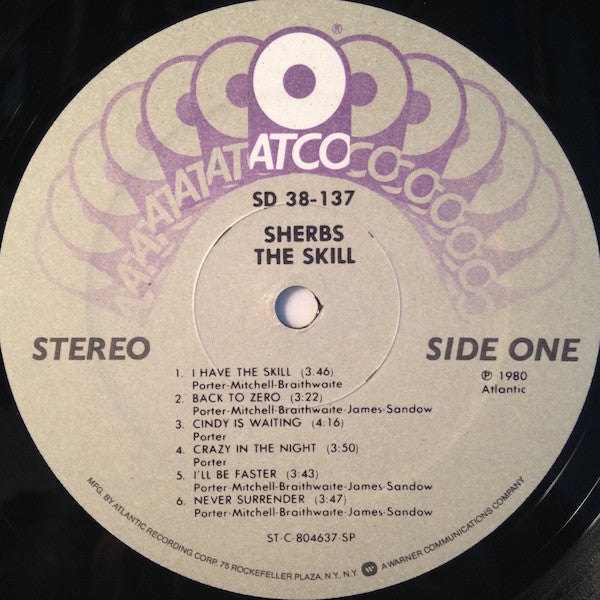 ®
ATCO
SD 38-137
SHERBS
THE SKILL
STEREO
SIDE ONE
℗ 1980
Atlantic
1. I HAVE THE SKILL (3:46)
Porter-Mitchell-Braithwaite
2. BACK TO ZERO (3:22)
Porter-Mitchell-Braithwaite-James-Sandow
3. CINDY IS WAITING (4:16)
Porter
4. CRAZY IN THE NIGHT (3:50)
Porter
5. I'LL BE FASTER (3:43)
Porter-Mitchell-Braithwaite-James-Sandow
6. NEVER SURRENDER (3:47)
Porter-Mitchell-Braithwaite-James-Sandow
ST-C-804637-SP
MFG. BY ATLANTIC RECORDING CORP. 75 ROCKEFELLER PLAZA, N.Y., N.Y. A WARNER COMMUNICATIONS COMPANY